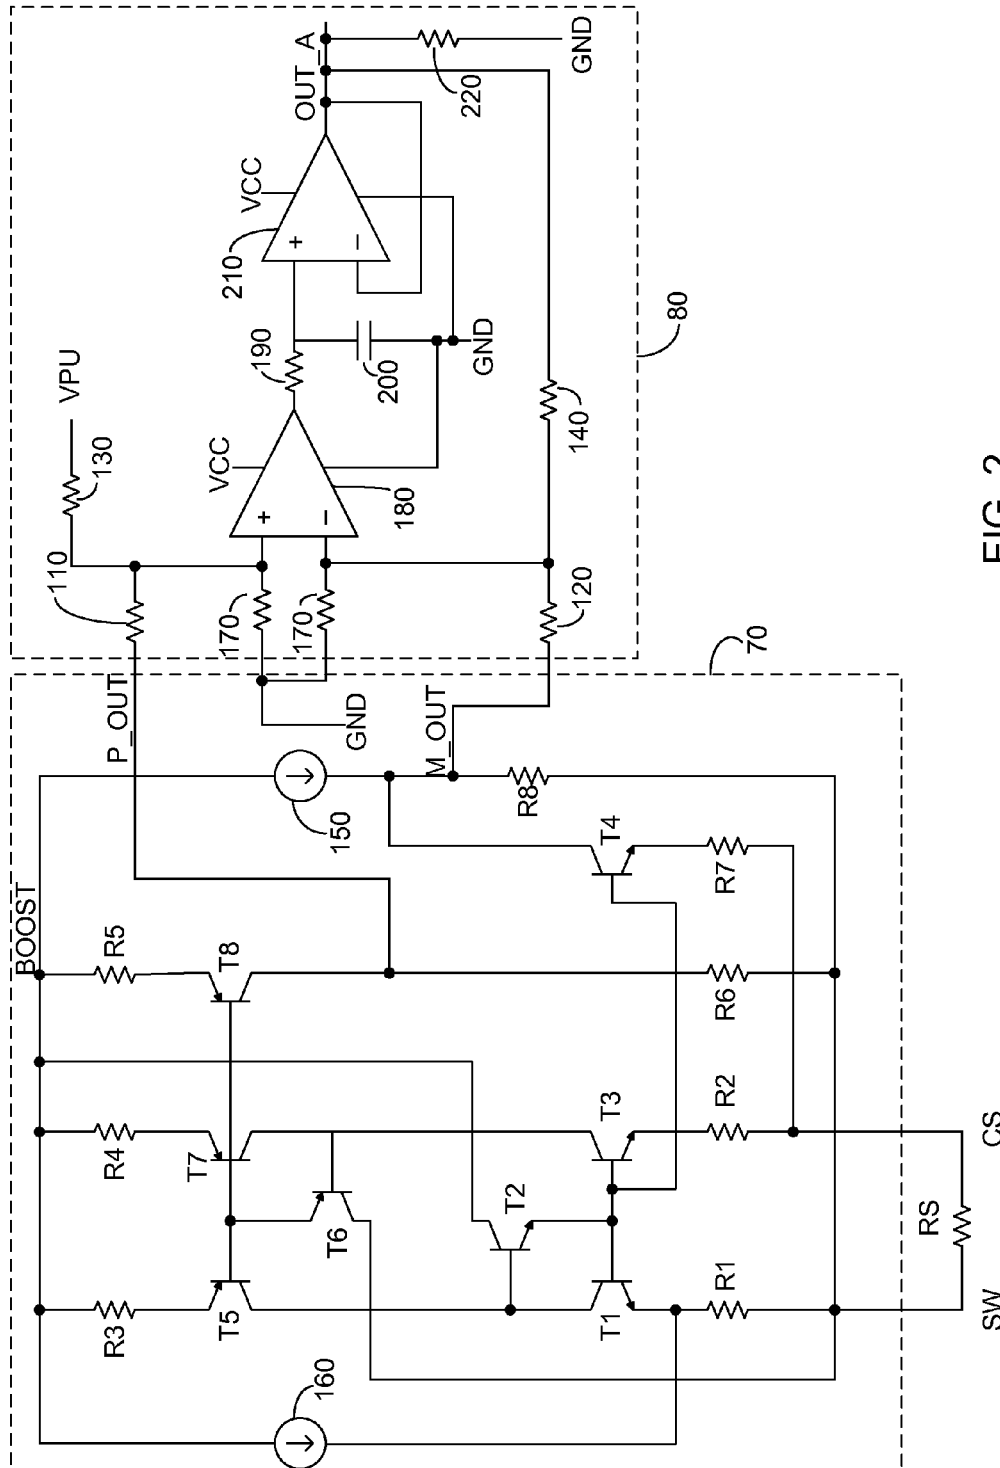 OUT_A
GND
220
VCC
210
+
−
190
200
GND
80
VPU
130
VCC
180
+
−
140
110
170
170
120
70
P_OUT
GND
M_OUT
150
R8
T4
R7
BOOST
R5
T8
R6
R4
T7
T6
T2
T3
R2
CS
RS
R3
T5
T1
R1
SW
160
FIG. 2